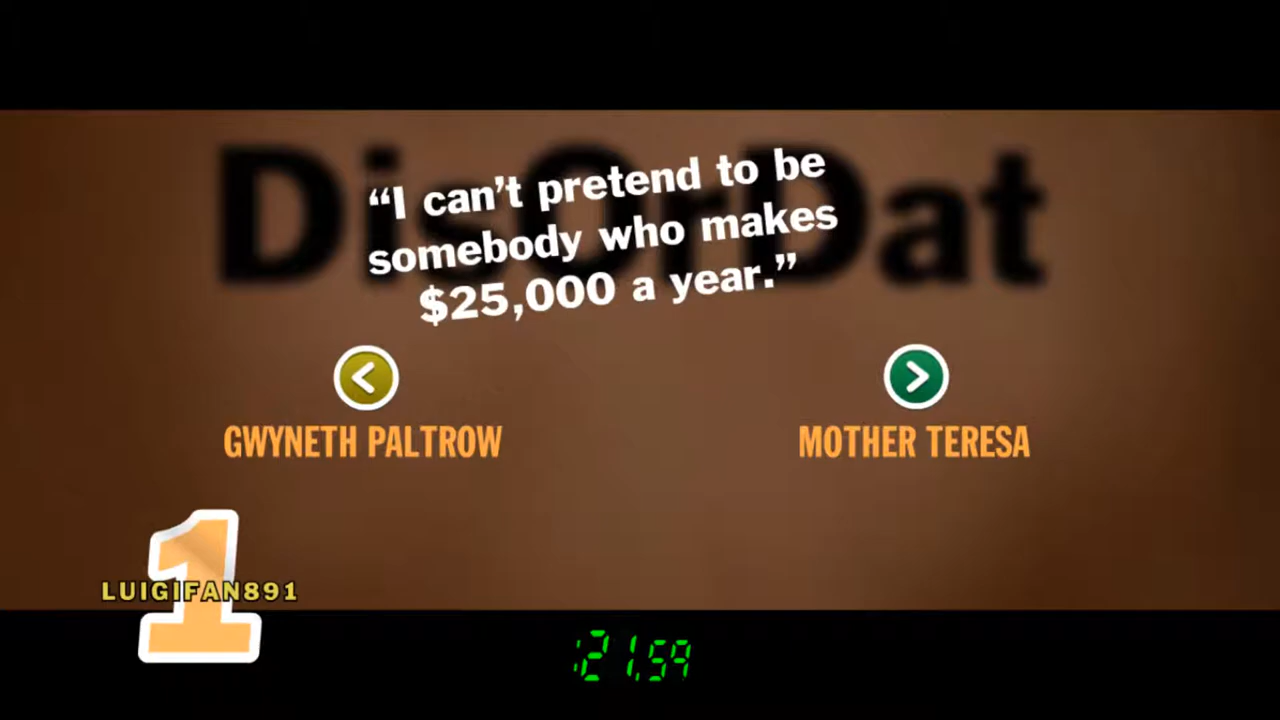 DisOrDat
“I can’t pretend to be
somebody who makes
$25,000 a year.”
<
>
GWYNETH PALTROW
MOTHER TERESA
1
LUIGIFAN891
:21.59